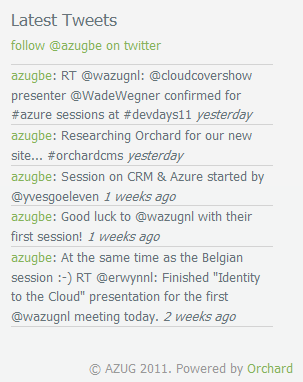 Latest Tweets
follow @azugbe on twitter
azugbe: RT @wazugnl: @cloudcovershow
presenter @WadeWegner confirmed for
#azure sessions at #devdays11 yesterday
azugbe: Researching Orchard for our new
site... #orchardcms yesterday
azugbe: Session on CRM & Azure started by
@yvesgoeleven 1 weeks ago
azugbe: Good luck to @wazugnl with their
first session! 1 weeks ago
azugbe: At the same time as the Belgian
session :-) RT @erwynnl: Finished "Identity
to the Cloud" presentation for the first
@wazugnl meeting today. 2 weeks ago
© AZUG 2011. Powered by Orchard